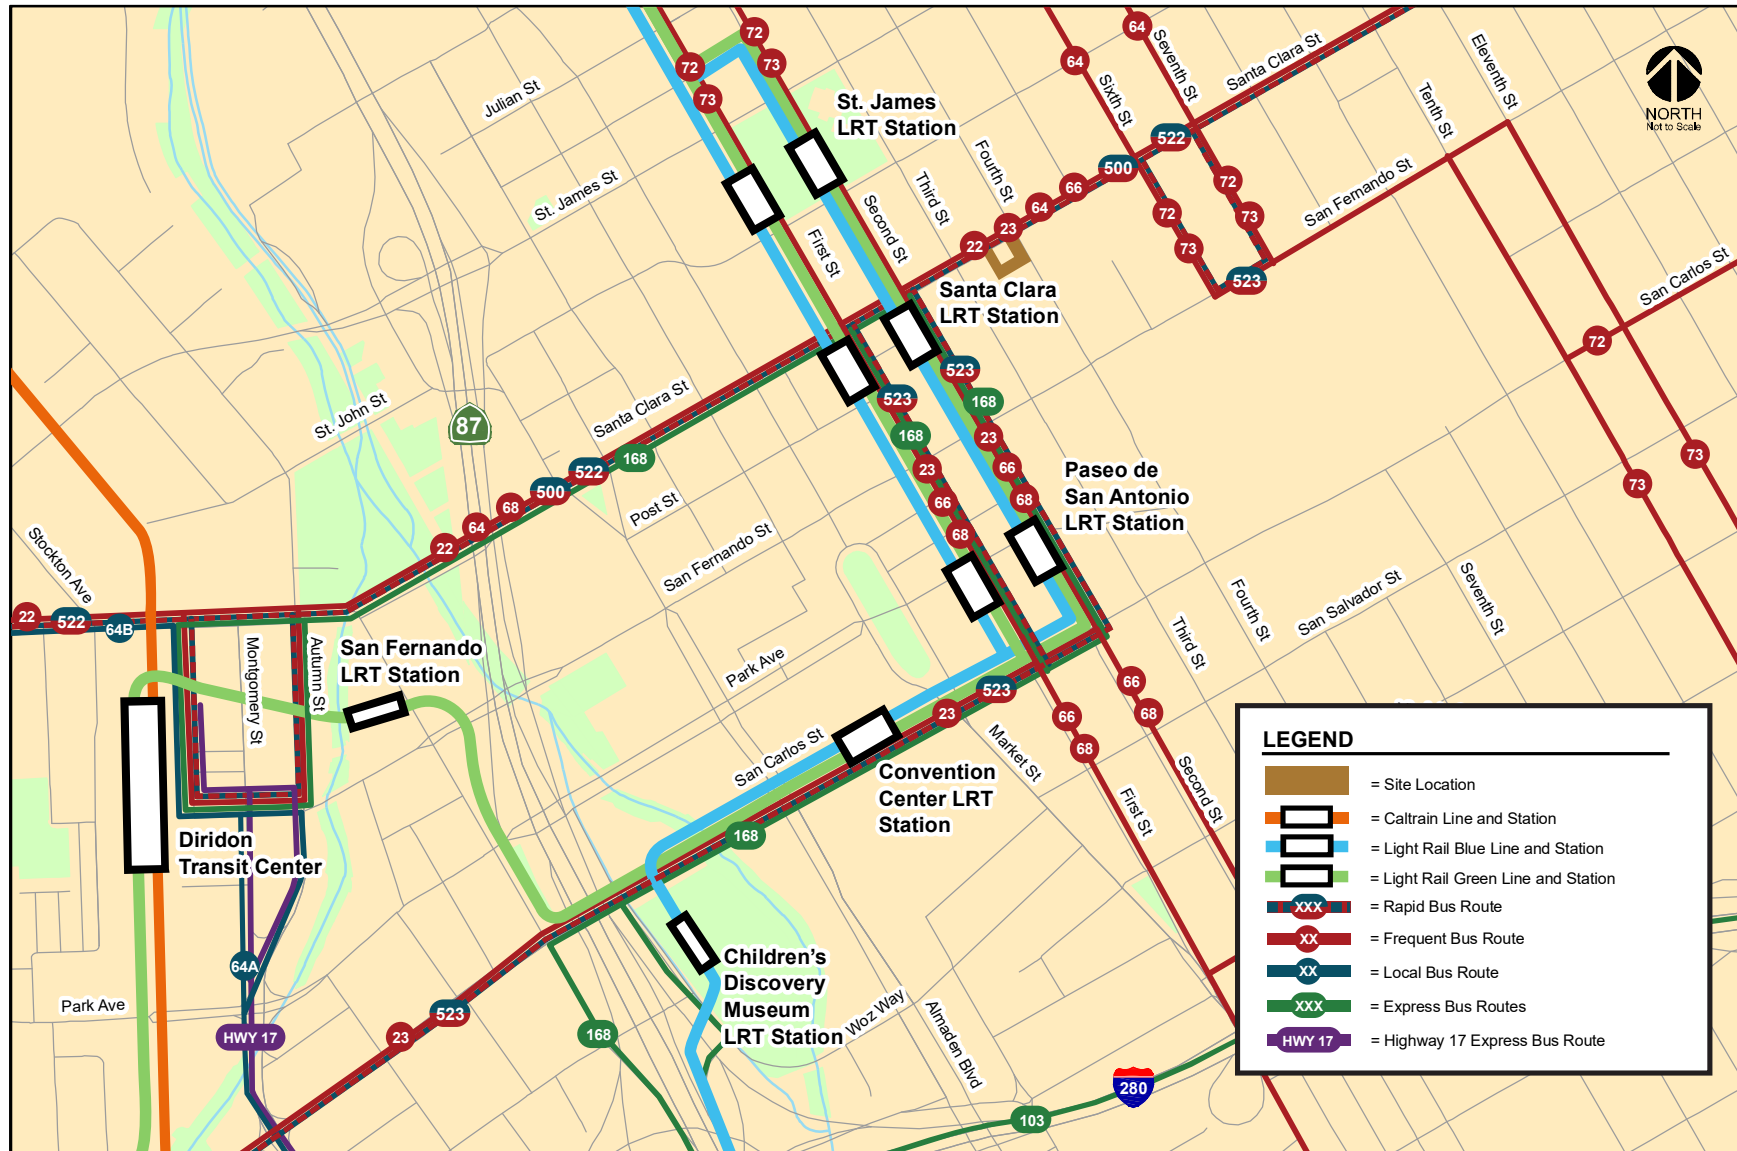 72
64
Seventh St
Santa Clara St
Eleventh St
72
73
64
Sixth St
NORTH
Not to Scale
Julian St
73
St. James
LRT Station
Tenth St
522
Fourth St
500
St. James St
Third St
66
72
San Fernando St
Second St
64
72
73
First St
23
22
73
523
San Carlos St
Santa Clara
LRT Station
72
523
St. John St
Santa Clara St
523
168
87
168
23
73
522
168
23
66
73
500
66
68
Paseo de
San Antonio
LRT Station
68
Post St
64
68
22
San Fernando St
Stockton Ave
Fourth St
San Salvador St
Seventh St
22
522
64B
Third St
Montgomery St
Autumn St
San Fernando
LRT Station
Park Ave
523
66
23
66
68
68
San Carlos St
Market St
Convention
Center LRT
Station
First St
Second St
168
Diridon
Transit Center
64A
Park Ave
HWY 17
23
523
168
Children's
Discovery
Museum
LRT Station
Woz Way
Almaden Blvd
280
103
LEGEND
= Site Location
= Caltrain Line and Station
= Light Rail Blue Line and Station
= Light Rail Green Line and Station
XXX = Rapid Bus Route
XX = Frequent Bus Route
XX = Local Bus Route
XXX = Express Bus Routes
HWY 17 = Highway 17 Express Bus Route